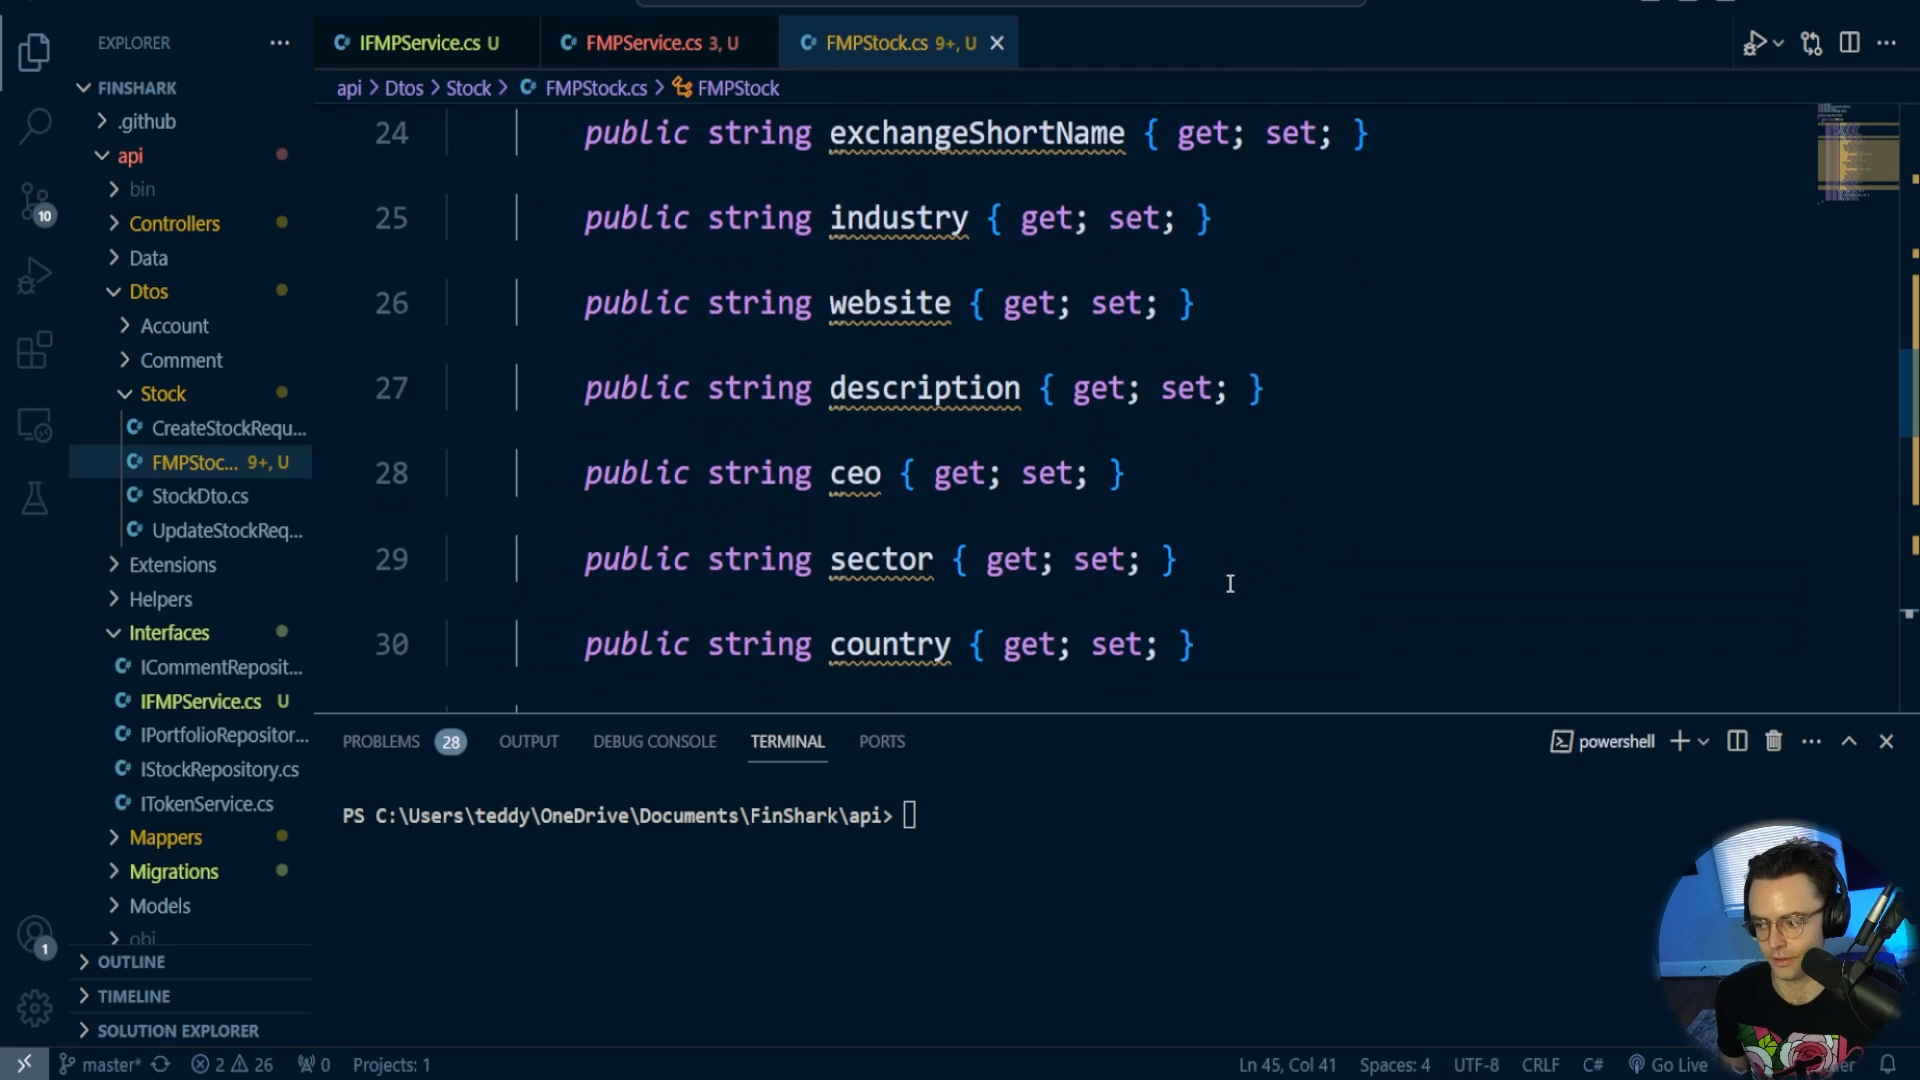 EXPLORER
IFMPService.cs U
FMPService.cs 3, U
FMPStock.cs 9+, U
FINSHARK
api > Dtos > Stock > FMPStock.cs > FMPStock
.github
api
bin
Controllers
Data
Dtos
Account
Comment
Stock
CreateStockRequ...
FMPStoc... 9+, U
StockDto.cs
UpdateStockReq...
Extensions
Helpers
Interfaces
ICommentReposit...
IFMPService.cs U
IPortfolioRepositor...
IStockRepository.cs
ITokenService.cs
Mappers
Migrations
Models
obj
OUTLINE
TIMELINE
SOLUTION EXPLORER
10
1
24 public string exchangeShortName { get; set; }
25 public string industry { get; set; }
26 public string website { get; set; }
27 public string description { get; set; }
28 public string ceo { get; set; }
29 public string sector { get; set; }
30 public string country { get; set; }
PROBLEMS 28 OUTPUT DEBUG CONSOLE TERMINAL PORTS
powershell
PS C:\Users\teddy\OneDrive\Documents\FinShark\api>
master* 2 26 0 Projects: 1
Ln 45, Col 41 Spaces: 4 UTF-8 CRLF C# Go Live